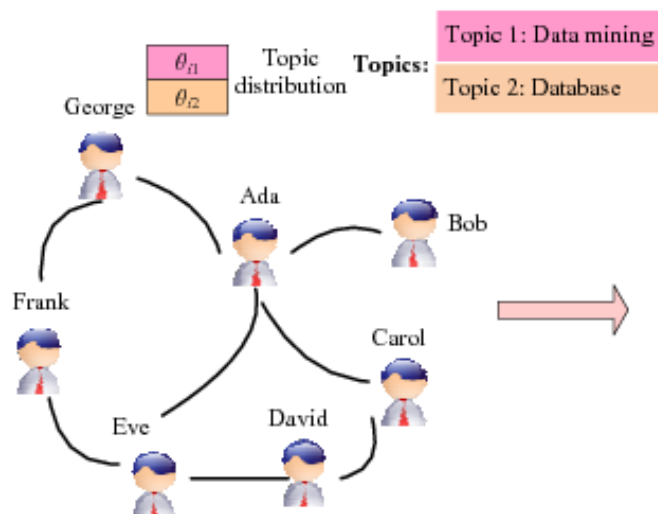 θi1
θi2
Topic
distribution
Topics:
Topic 1: Data mining
Topic 2: Database
George
Ada
Bob
Frank
Carol
Eve
David